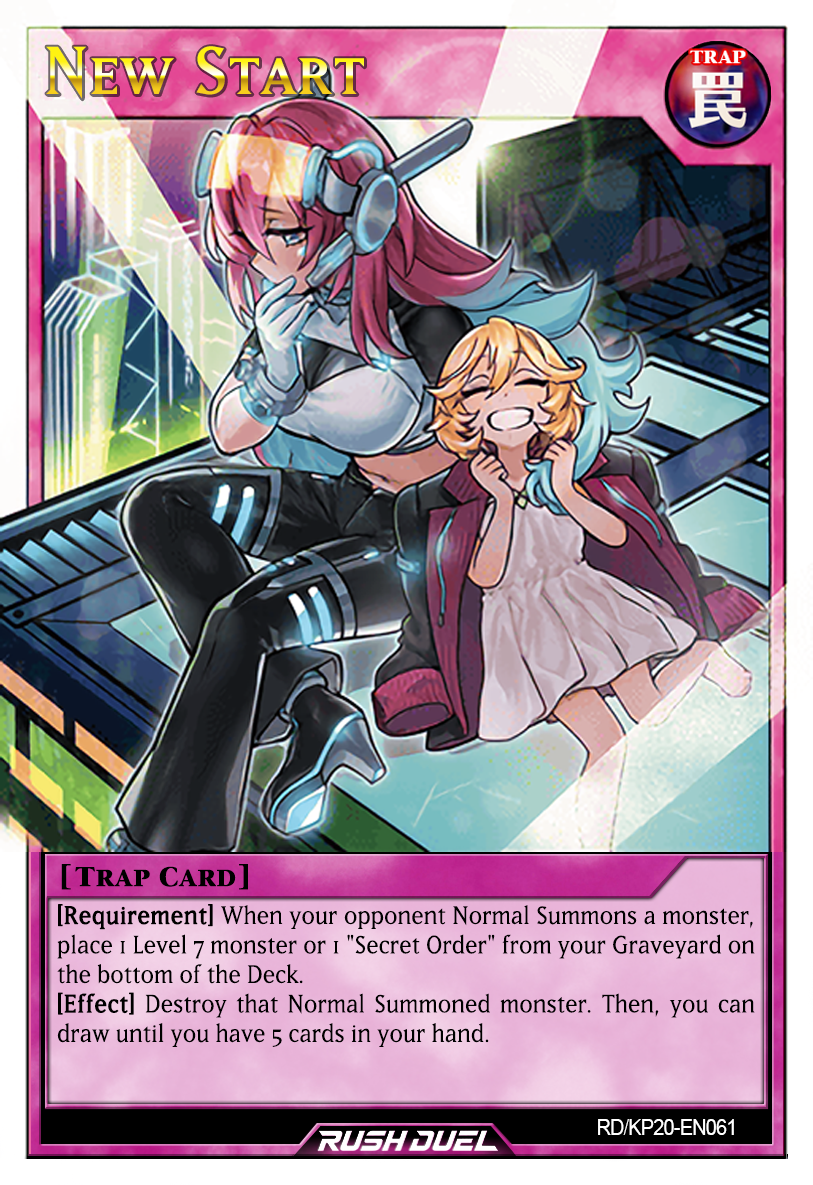 New Start
TRAP
罠
[Trap Card]
[Requirement] When your opponent Normal Summons a monster,
place 1 Level 7 monster or 1 "Secret Order" from your Graveyard on
the bottom of the Deck.
[Effect] Destroy that Normal Summoned monster. Then, you can
draw until you have 5 cards in your hand.
RD/KP20-EN061
RUSH DUEL